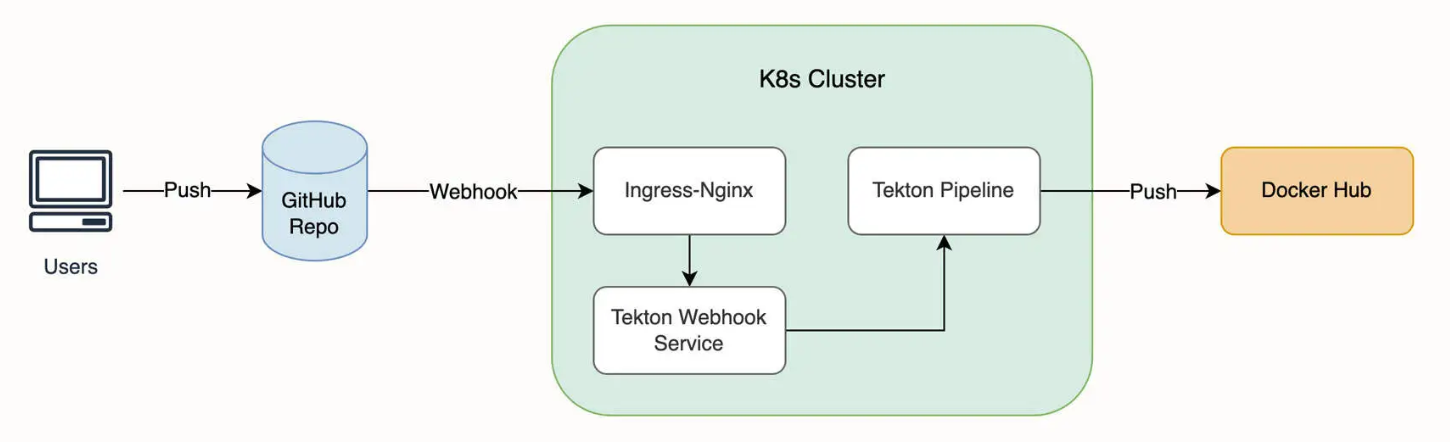 K8s Cluster
Push
GitHub
Repo
Webhook
Ingress-Nginx
Tekton Pipeline
Push
Docker Hub
Users
Tekton Webhook
Service